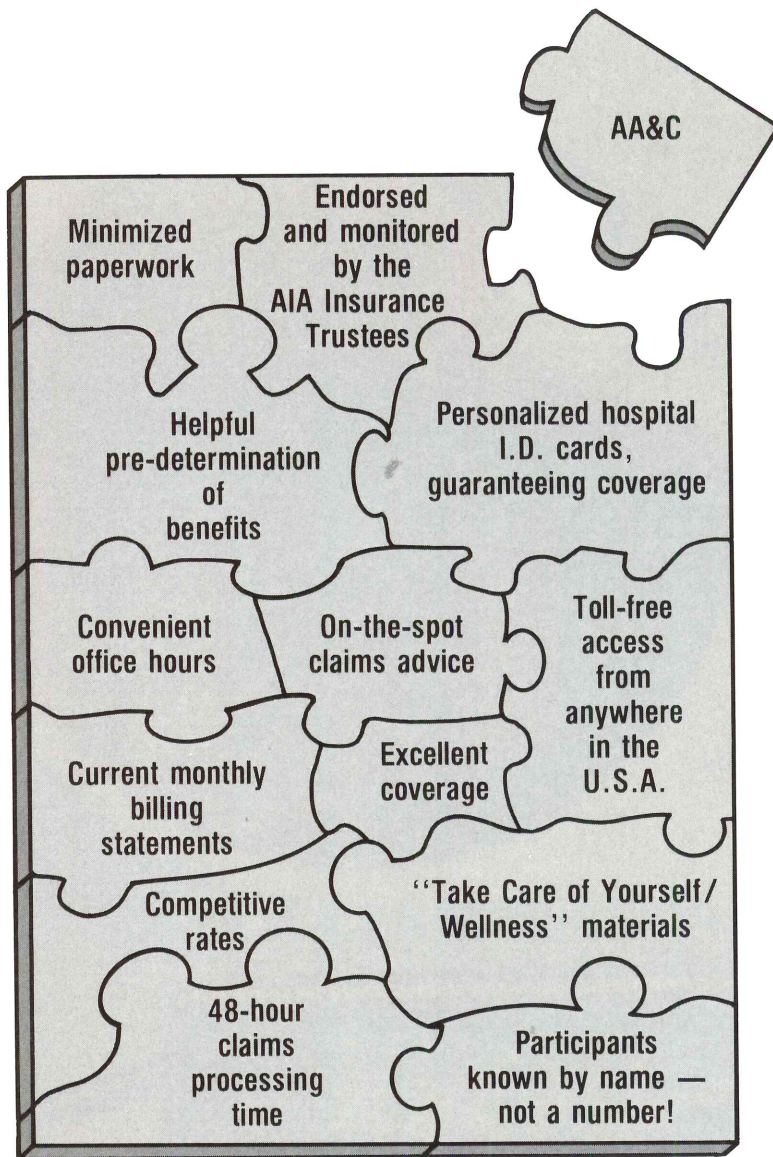 AA&C
Minimized
paperwork
Endorsed
and monitored
by the
AIA Insurance
Trustees
Helpful
pre-determination
of
benefits
Personalized hospital
I.D. cards,
guaranteeing coverage
Convenient
office hours
On-the-spot
claims advice
Toll-free
access
from
anywhere
in the
U.S.A.
Current monthly
billing
statements
Excellent
coverage
Competitive
rates
‘‘Take Care of Yourself/
Wellness’’ materials
48-hour
claims
processing
time
Participants
known by name —
not a number!